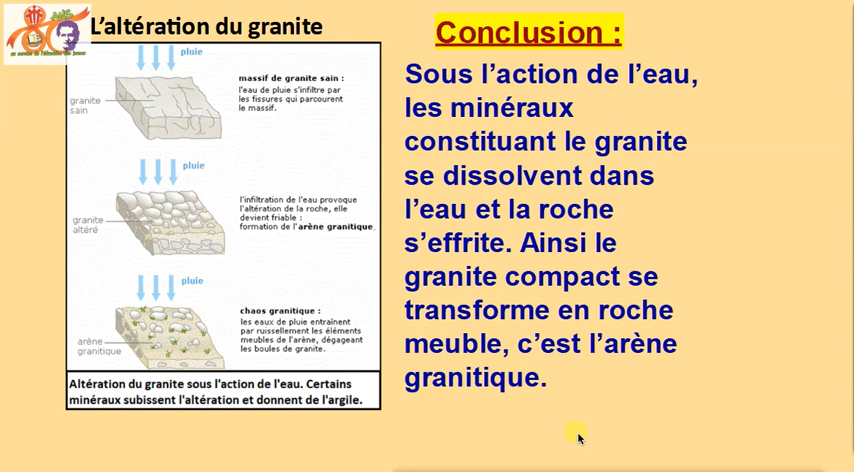 L'altération du granite
pluie
massif de granite sain :
l'eau de pluie s'infiltre par
les fissures qui parcourent
le massif.
granite
sain
pluie
l'infiltration de l'eau provoque
l'altération de la roche, elle
devient friable :
formation de l'arène granitique.
granite
altéré
pluie
chaos granitique :
les eaux de pluie entraînent
par ruissellement les éléments
meubles de l'arène, dégageant
les boules de granite.
arène
granitique
Altération du granite sous l'action de l'eau. Certains
minéraux subissent l'altération et donnent de l'argile.
Conclusion :
Sous l'action de l'eau,
les minéraux
constituant le granite
se dissolvent dans
l'eau et la roche
s'effrite. Ainsi le
granite compact se
transforme en roche
meuble, c'est l'arène
granitique.